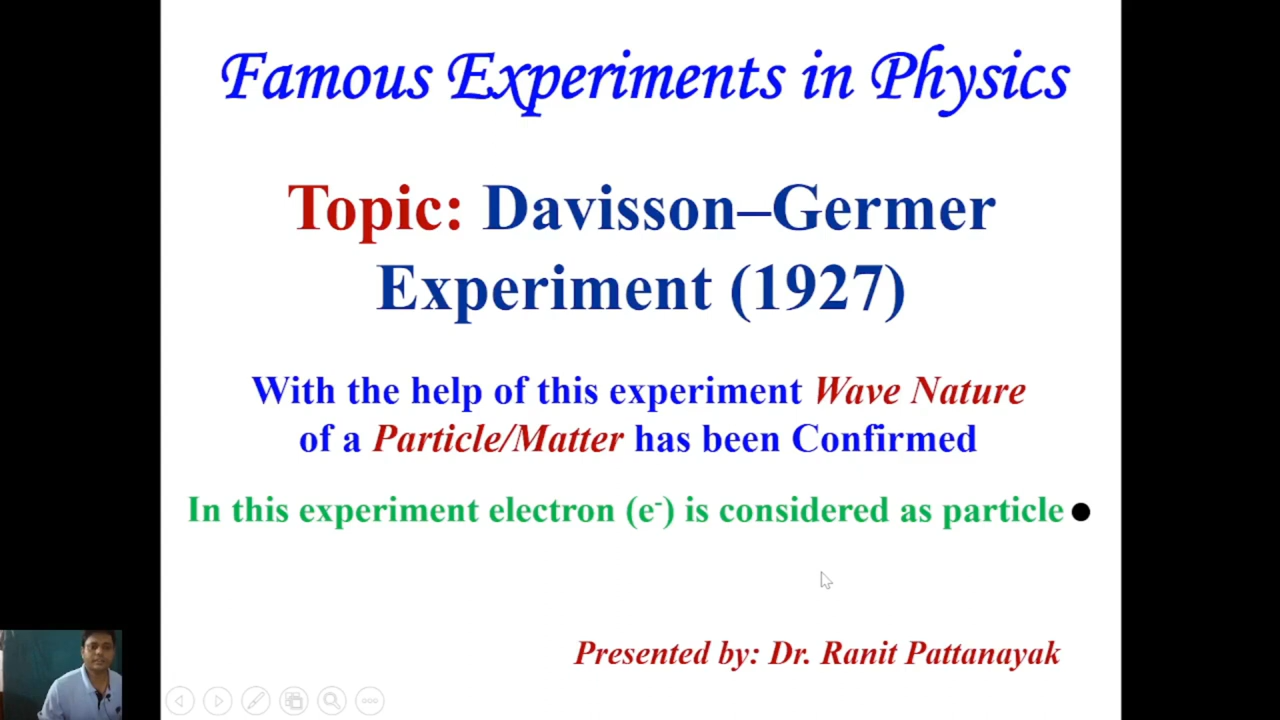 Famous Experiments in Physics
Topic: Davisson–Germer
Experiment (1927)
With the help of this experiment Wave Nature
of a Particle/Matter has been Confirmed
In this experiment electron (e⁻) is considered as particle
Presented by: Dr. Ranit Pattanayak